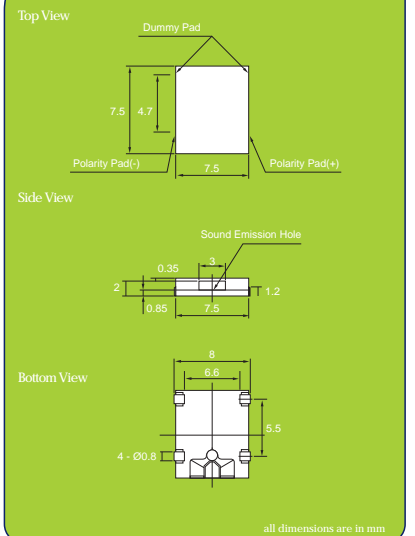 Top View
Dummy Pad
7.5
4.7
Polarity Pad(-)
Polarity Pad(+)
7.5
Side View
Sound Emission Hole
3
0.35
2
1.2
0.85
7.5
8
6.6
Bottom View
5.5
4 - Ø0.8
all dimensions are in mm